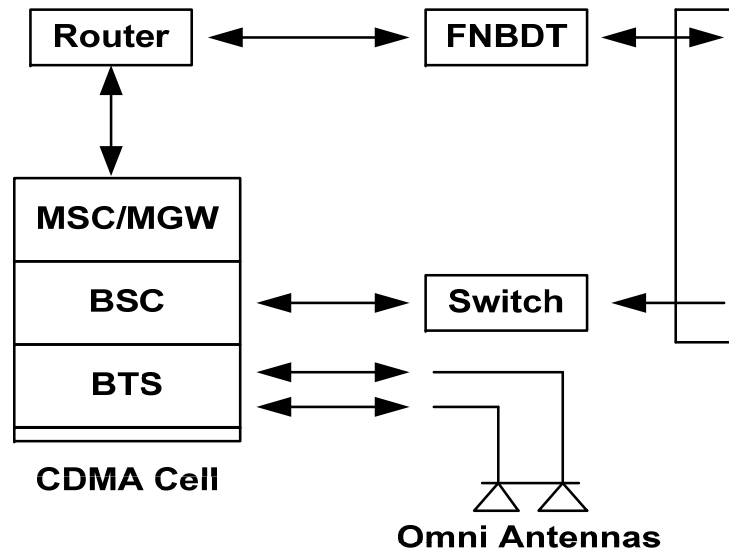 Router
FNBDT
MSC/MGW
BSC
Switch
BTS
CDMA Cell
Omni Antennas